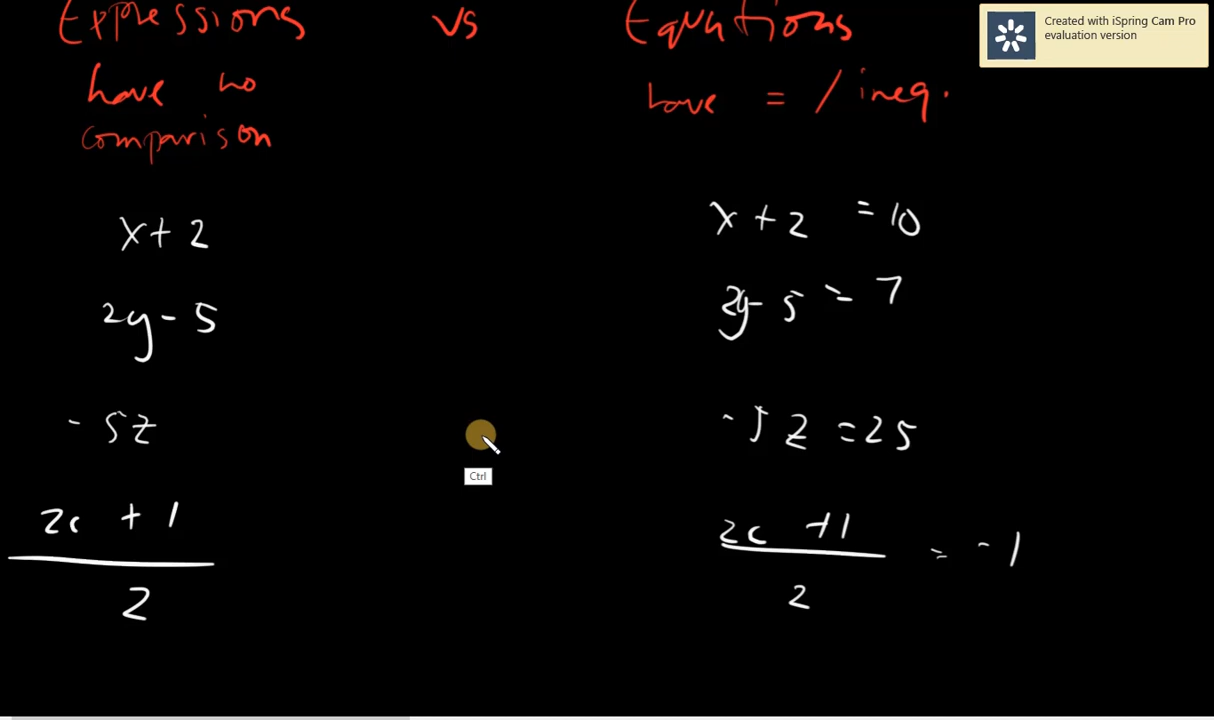 Expressions vs Equations
have no
comparison
have = / ineq.
Created with iSpring Cam Pro
evaluation version
x + 2
2y - 5
- 5z
2c + 1
2
x + 2 = 10
2y - 5 = 7
- 5z = 25
2c + 1
2
= - 1
Ctrl